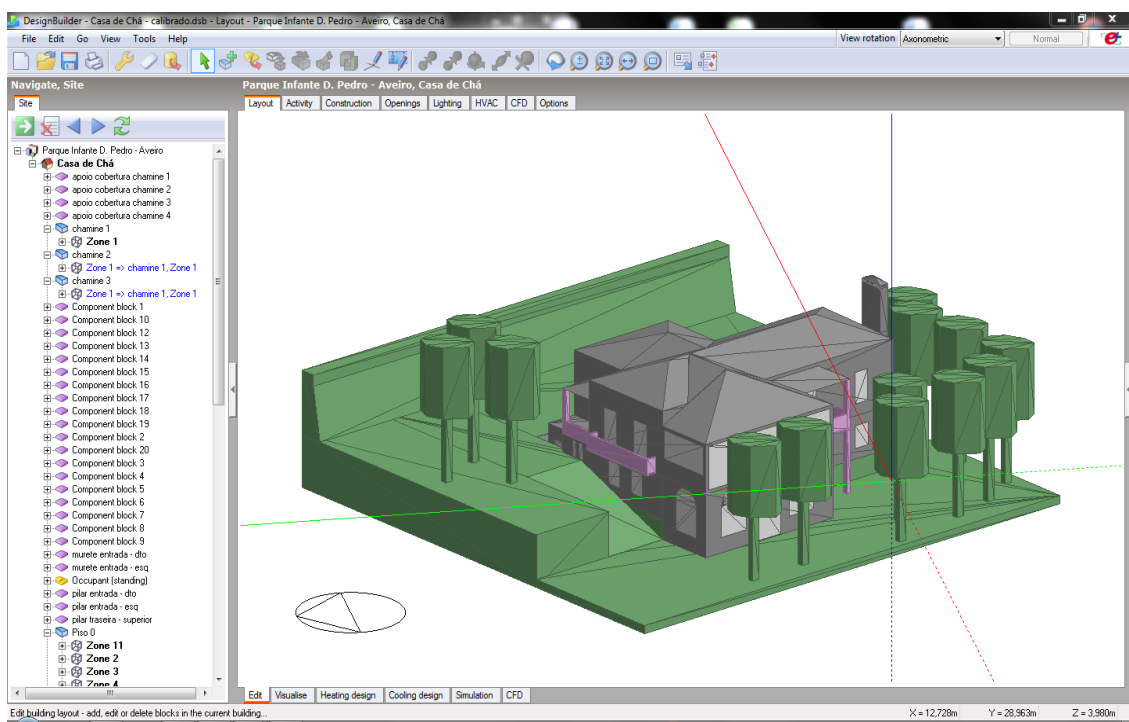 DesignBuilder - Casa de Chá - calibrado.dsb - Layout - Parque Infante D. Pedro - Aveiro, Casa de Chá
File Edit Go View Tools Help
View rotation Axonometric Normal
Navigate, Site
Parque Infante D. Pedro - Aveiro, Casa de Chá
Site
Layout Activity Construction Openings Lighting HVAC CFD Options
Parque Infante D. Pedro - Aveiro
Casa de Chá
apoio cobertura chamine 1
apoio cobertura chamine 2
apoio cobertura chamine 3
apoio cobertura chamine 4
chamine 1
Zone 1
chamine 2
Zone 1 => chamine 1, Zone 1
chamine 3
Zone 1 => chamine 1, Zone 1
Component block 1
Component block 10
Component block 12
Component block 13
Component block 14
Component block 15
Component block 16
Component block 17
Component block 18
Component block 19
Component block 2
Component block 20
Component block 3
Component block 4
Component block 5
Component block 6
Component block 7
Component block 8
Component block 9
murete entrada - dto
murete entrada - esq
Occupant (standing)
pilar entrada - dto
pilar entrada - esq
pilar traseira - superior
Piso 0
Zone 11
Zone 2
Zone 3
Zone 4
Edit Visualise Heating design Cooling design Simulation CFD
Edit building layout - add, edit or delete blocks in the current building...
X = 12,728m Y = 28,963m Z = 3,980m